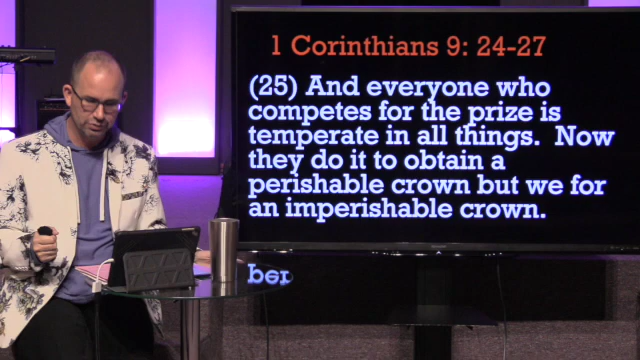 1 Corinthians 9: 24-27
(25) And everyone who
competes for the prize is
temperate in all things.  Now
they do it to obtain a
perishable crown but we for
an imperishable crown.